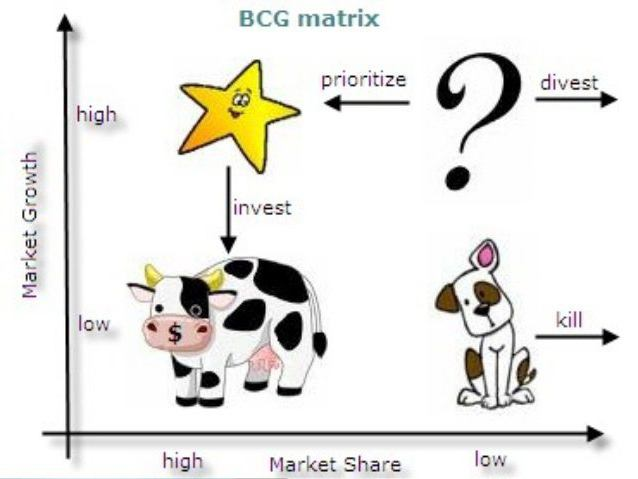 BCG matrix
prioritize
divest
high
?
Market Growth
invest
low
$
kill
high
Market Share
low